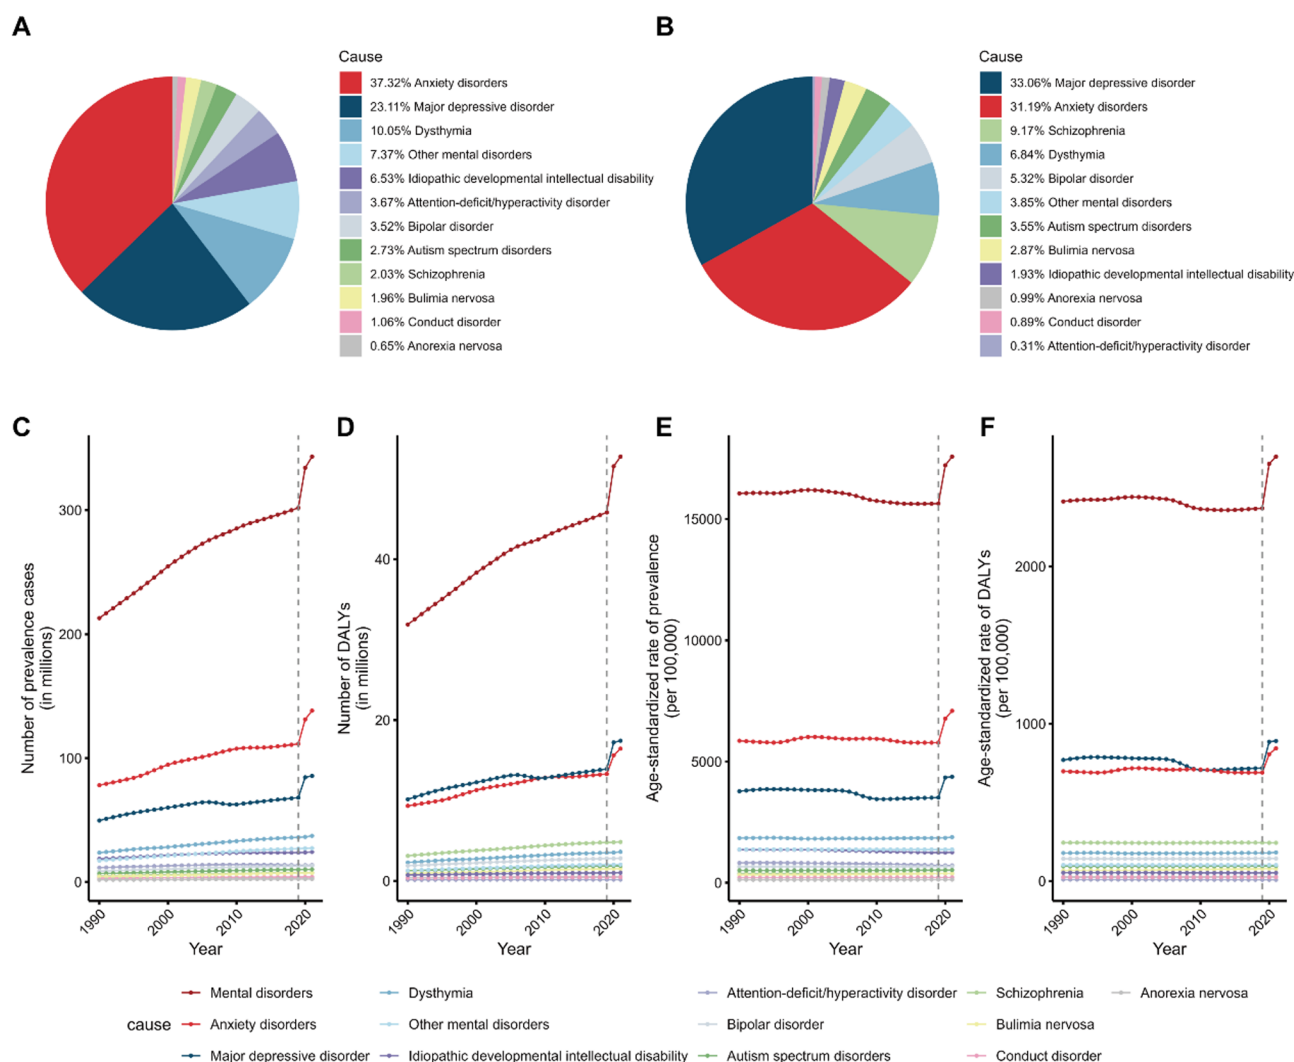 A
Cause
37.32% Anxiety disorders
23.11% Major depressive disorder
10.05% Dysthymia
7.37% Other mental disorders
6.53% Idiopathic developmental intellectual disability
3.67% Attention-deficit/hyperactivity disorder
3.52% Bipolar disorder
2.73% Autism spectrum disorders
2.03% Schizophrenia
1.96% Bulimia nervosa
1.06% Conduct disorder
0.65% Anorexia nervosa
B
Cause
33.06% Major depressive disorder
31.19% Anxiety disorders
9.17% Schizophrenia
6.84% Dysthymia
5.32% Bipolar disorder
3.85% Other mental disorders
3.55% Autism spectrum disorders
2.87% Bulimia nervosa
1.93% Idiopathic developmental intellectual disability
0.99% Anorexia nervosa
0.89% Conduct disorder
0.31% Attention-deficit/hyperactivity disorder
C
Number of prevalence cases
(in millions)
300
200
100
0
1990
2000
2010
2020
Year
D
Number of DALYs
(in millions)
40
20
0
1990
2000
2010
2020
Year
E
Age-standardized rate of prevalence
(per 100,000)
15000
10000
5000
0
1990
2000
2010
2020
Year
F
Age-standardized rate of DALYs
(per 100,000)
2000
1000
0
1990
2000
2010
2020
Year
cause
Mental disorders
Anxiety disorders
Major depressive disorder
Dysthymia
Other mental disorders
Idiopathic developmental intellectual disability
Attention-deficit/hyperactivity disorder
Bipolar disorder
Autism spectrum disorders
Schizophrenia
Bulimia nervosa
Conduct disorder
Anorexia nervosa